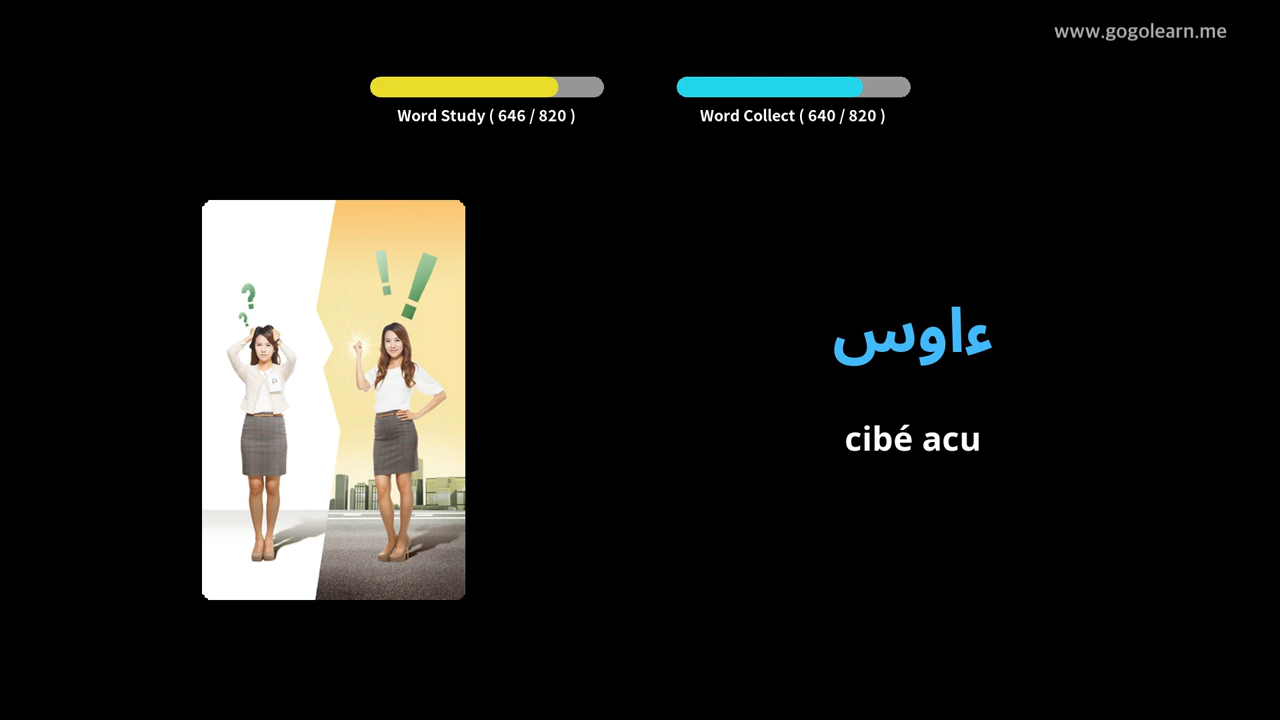 www.gogolearn.me
Word Study ( 646 / 820 )
Word Collect ( 640 / 820 )
ءاوس
cibé acu